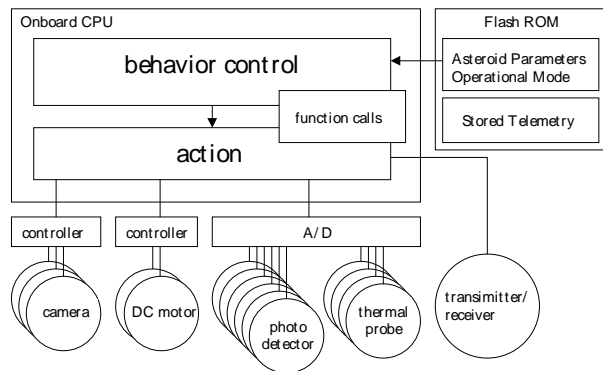 Onboard CPU
Flash ROM
behavior control
Asteroid Parameters
Operational Mode
function calls
Stored Telemetry
action
controller
controller
A/D
camera
DC motor
photo
detector
thermal
probe
transimitter/
receiver